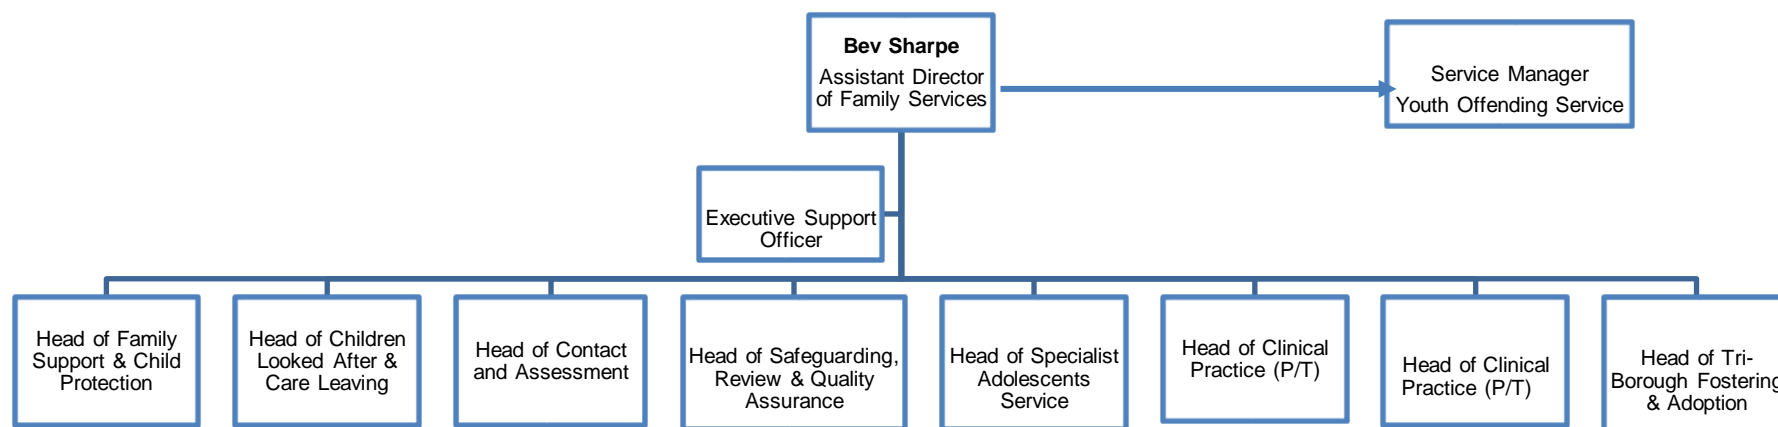 Bev Sharpe
Assistant Director
of Family Services
Service Manager
Youth Offending Service
Executive Support
Officer
Head of Family
Support & Child
Protection
Head of Children
Looked After &
Care Leaving
Head of Contact
and Assessment
Head of Safeguarding,
Review & Quality
Assurance
Head of Specialist
Adolescents
Service
Head of Clinical
Practice (P/T)
Head of Clinical
Practice (P/T)
Head of Tri-
Borough Fostering
& Adoption